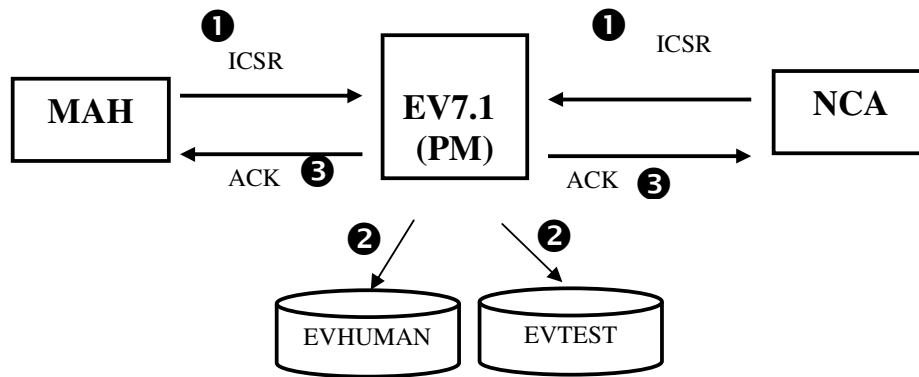 ❶
ICSR
❶
ICSR
MAH
EV7.1
(PM)
NCA
ACK ❸
ACK ❸
❷
❷
EVHUMAN
EVTEST